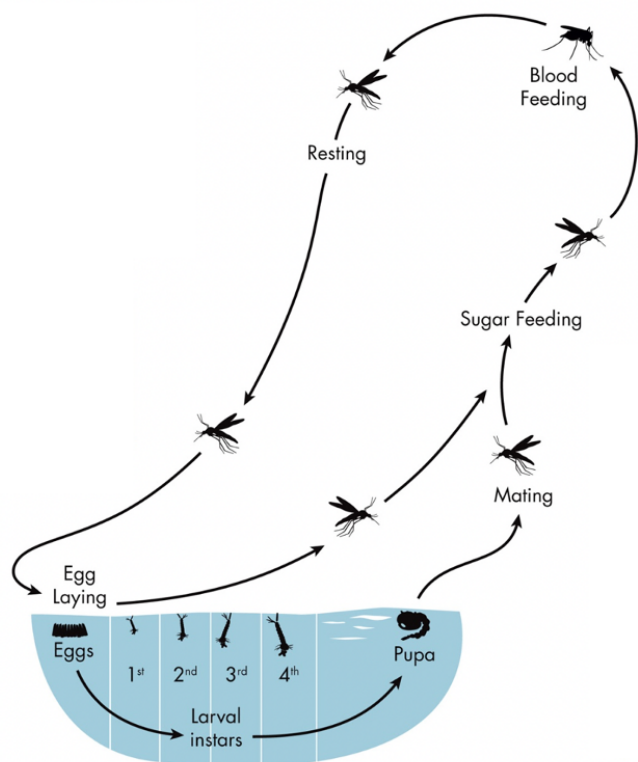 Blood
Feeding
Resting
Sugar Feeding
Mating
Egg
Laying
Eggs
1st
2nd
3rd
4th
Pupa
Larval
instars